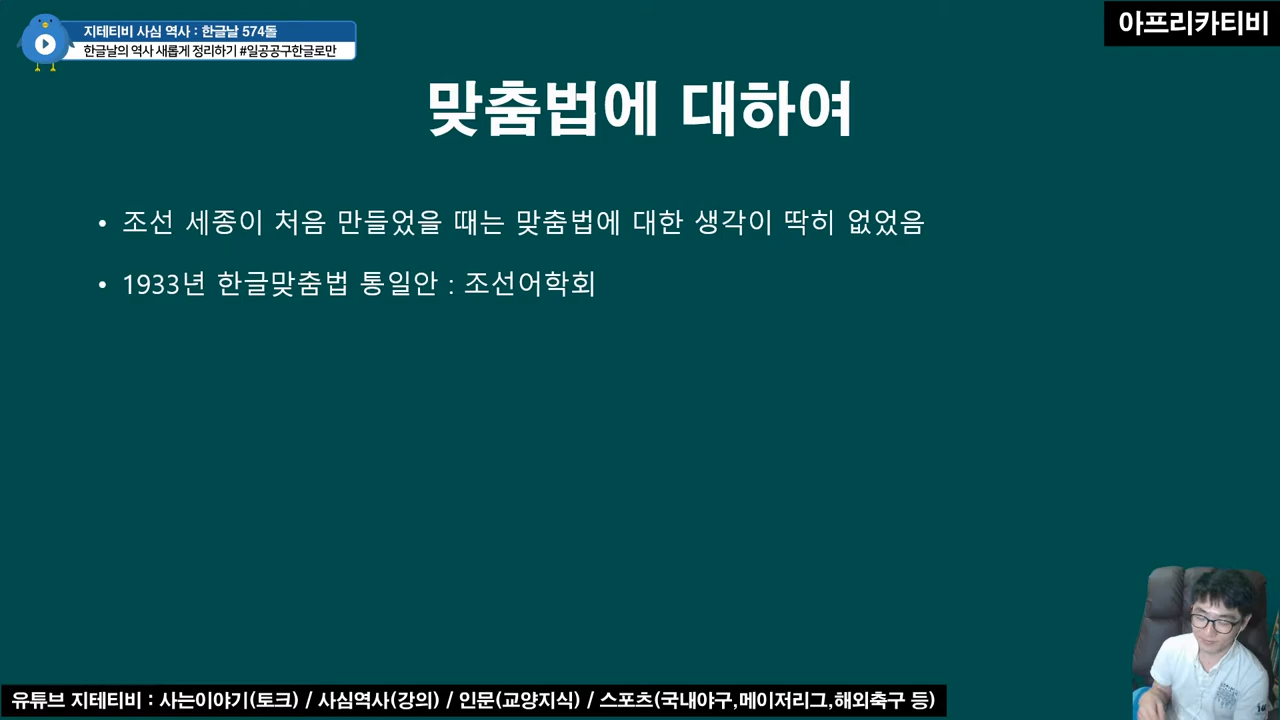 지테티비 사심 역사 : 한글날 574돌
한글날의 역사 새롭게 정리하기 #일공공구한글로만
아프리카티비
맞춤법에 대하여
• 조선 세종이 처음 만들었을 때는 맞춤법에 대한 생각이 딱히 없었음
• 1933년 한글맞춤법 통일안 : 조선어학회
유튜브 지테티비 : 사는이야기(토크) / 사심역사(강의) / 인문(교양지식) / 스포츠(국내야구,메이저리그,해외축구 등)